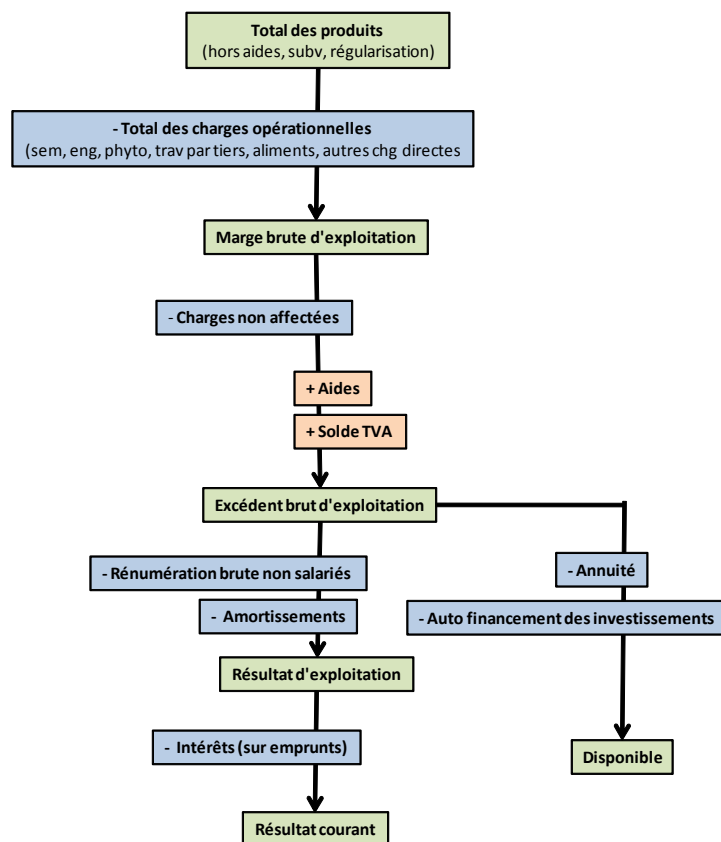 Total des produits
(hors aides, subv, régularisation)
- Total des charges opérationnelles
(sem, eng, phyto, trav par tiers, aliments, autres chg directes
Marge brute d'exploitation
- Charges non affectées
+ Aides
+ Solde TVA
Excédent brut d'exploitation
- Rénumération brute non salariés
- Annuité
- Amortissements
- Auto financement des investissements
Résultat d'exploitation
- Intérêts (sur emprunts)
Disponible
Résultat courant